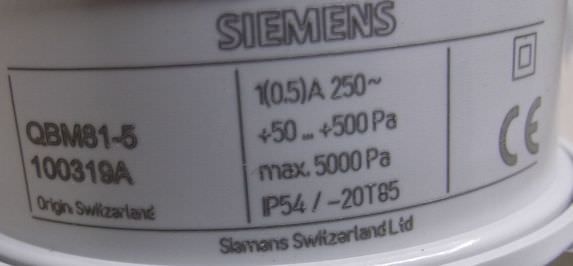 SIEMENS
QBM81-5
100319A
Origin: Switzerland
1(0.5)A 250~
+50 ... +500 Pa
max. 5000 Pa
IP54 / -20T85
CE
Siemens Switzerland Ltd